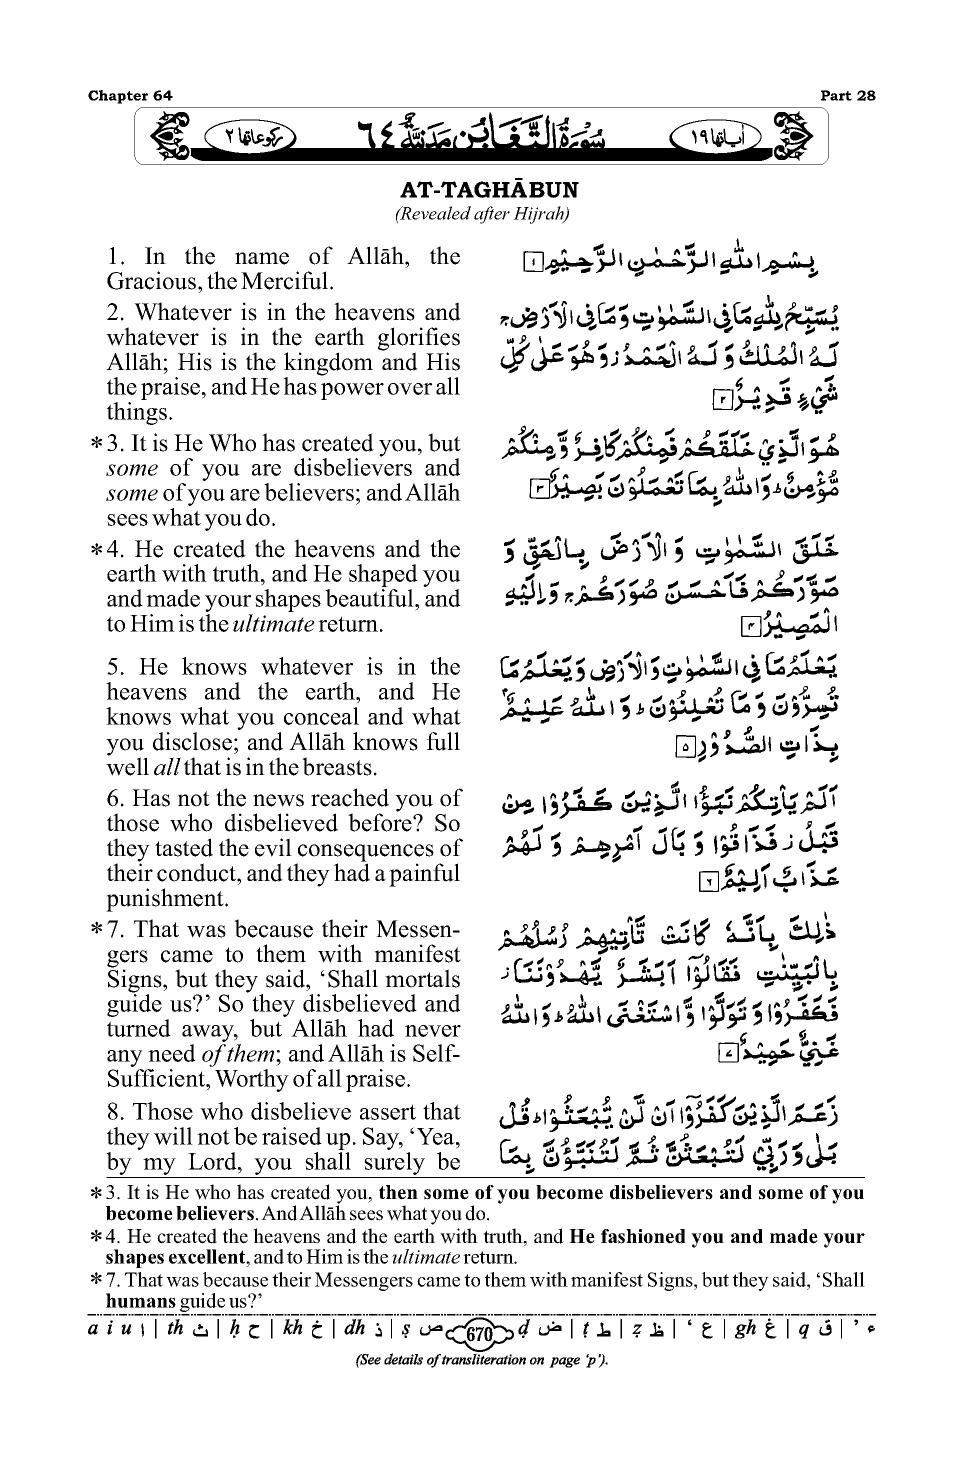 Chapter 64 Part 28
رکوعاتها ٢ سُوْرَةُ التَّغَابُنِ مَدَنِيَّةٌ ٦٤ اٰیاتها ١٩
AT-TAGHĀBUN
(Revealed after Hijrah)
1. In the name of Allāh, the
Gracious, the Merciful.
2. Whatever is in the heavens and
whatever is in the earth glorifies
Allāh; His is the kingdom and His
the praise, and He has power over all
things.
*3. It is He Who has created you, but
some of you are disbelievers and
some of you are believers; and Allāh
sees what you do.
*4. He created the heavens and the
earth with truth, and He shaped you
and made your shapes beautiful, and
to Him is the ultimate return.
5. He knows whatever is in the
heavens and the earth, and He
knows what you conceal and what
you disclose; and Allāh knows full
well all that is in the breasts.
6. Has not the news reached you of
those who disbelieved before? So
they tasted the evil consequences of
their conduct, and they had a painful
punishment.
*7. That was because their Messen-
gers came to them with manifest
Signs, but they said, ‘Shall mortals
guide us?’ So they disbelieved and
turned away, but Allāh had never
any need of them; and Allāh is Self-
Sufficient, Worthy of all praise.
8. Those who disbelieve assert that
they will not be raised up. Say, ‘Yea,
by my Lord, you shall surely be
بِسْمِ اللّٰهِ الرَّحْمٰنِ الرَّحِيْمِ ١
يُسَبِّحُ لِلّٰهِ مَا فِى السَّمٰوٰتِ وَ مَا فِى الْاَرْضِ ۚ
لَهُ الْمُلْكُ وَ لَهُ الْحَمْدُ ۫ وَ هُوَ عَلٰى كُلِّ
شَيْءٍ قَدِيْرٌ ٢
هُوَ الَّذِيْ خَلَقَكُمْ فَمِنْكُمْ كَافِرٌ وَّ مِنْكُمْ
مُّؤْمِنٌ ؕ وَ اللّٰهُ بِمَا تَعْمَلُوْنَ بَصِيْرٌ ٣
خَلَقَ السَّمٰوٰتِ وَ الْاَرْضَ بِالْحَقِّ وَ
صَوَّرَكُمْ فَاَحْسَنَ صُوَرَكُمْ ۚ وَ اِلَيْهِ
الْمَصِيْرُ ٤
يَعْلَمُ مَا فِى السَّمٰوٰتِ وَ الْاَرْضِ وَ يَعْلَمُ مَا
تُسِرُّوْنَ وَ مَا تُعْلِنُوْنَ ؕ وَ اللّٰهُ عَلِيْمٌۢ
بِذَاتِ الصُّدُوْرِ ٥
اَلَمْ يَاْتِكُمْ نَبَؤُا الَّذِيْنَ كَفَرُوْا مِنْ
قَبْلُ ۫ فَذَاقُوْا وَ بَالَ اَمْرِهِمْ وَ لَهُمْ
عَذَابٌ اَلِيْمٌ ٦
ذٰلِكَ بِاَنَّهٗ كَانَتْ تَّاْتِيْهِمْ رُسُلُهُمْ
بِالْبَيِّنٰتِ فَقَالُوْۤا اَبَشَرٌ يَّهْدُوْنَنَا ۫
فَكَفَرُوْا وَ تَوَلَّوْا وَّ اسْتَغْنَى اللّٰهُ ؕ وَ اللّٰهُ
غَنِيٌّ حَمِيْدٌ ٧
زَعَمَ الَّذِيْنَ كَفَرُوْۤا اَنْ لَّنْ يُّبْعَثُوْا ؕ قُلْ
بَلٰى وَ رَبِّيْ لَتُبْعَثُنَّ ثُمَّ لَتُنَبَّؤُنَّ بِمَا
*3. It is He who has created you, then some of you become disbelievers and some of you
become believers. And Allāh sees what you do.
*4. He created the heavens and the earth with truth, and He fashioned you and made your
shapes excellent, and to Him is the ultimate return.
*7. That was because their Messengers came to them with manifest Signs, but they said, ‘Shall
humans guide us?’
a i u ا | th ث | ḥ ح | kh خ | dh ذ | ṣ ص 670 ḍ ض | ṭ ط | ẓ ظ | ‘ ع | gh غ | q ق | ’ ء
(See details of transliteration on page ‘p’).